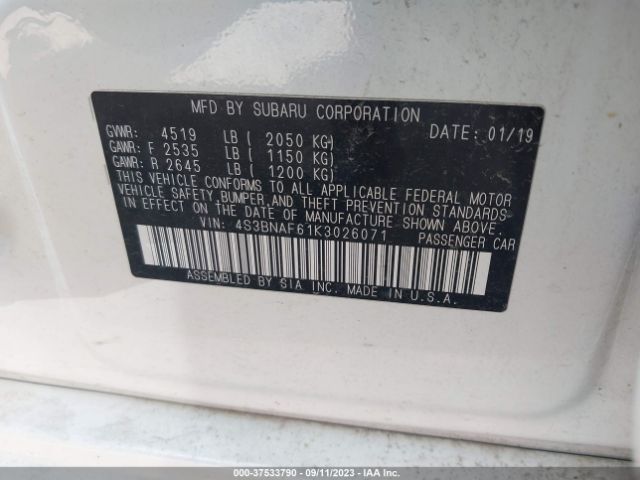 MFD BY SUBARU CORPORATION DATE: 01/19
GVWR: 4519 LB ( 2050 KG)
GAWR: F 2535 LB ( 1150 KG)
GAWR: R 2645 LB ( 1200 KG)
THIS VEHICLE CONFORMS TO ALL APPLICABLE FEDERAL MOTOR
VEHICLE SAFETY, BUMPER, AND THEFT PREVENTION STANDARDS
IN EFFECT ON THE DATE OF MANUFACTURE SHOWN ABOVE.
VIN: 4S3BNAF61K3026071 PASSENGER CAR
ASSEMBLED BY SIA INC. MADE IN U.S.A.
000-37533790 - 09/11/2023 - IAA Inc.